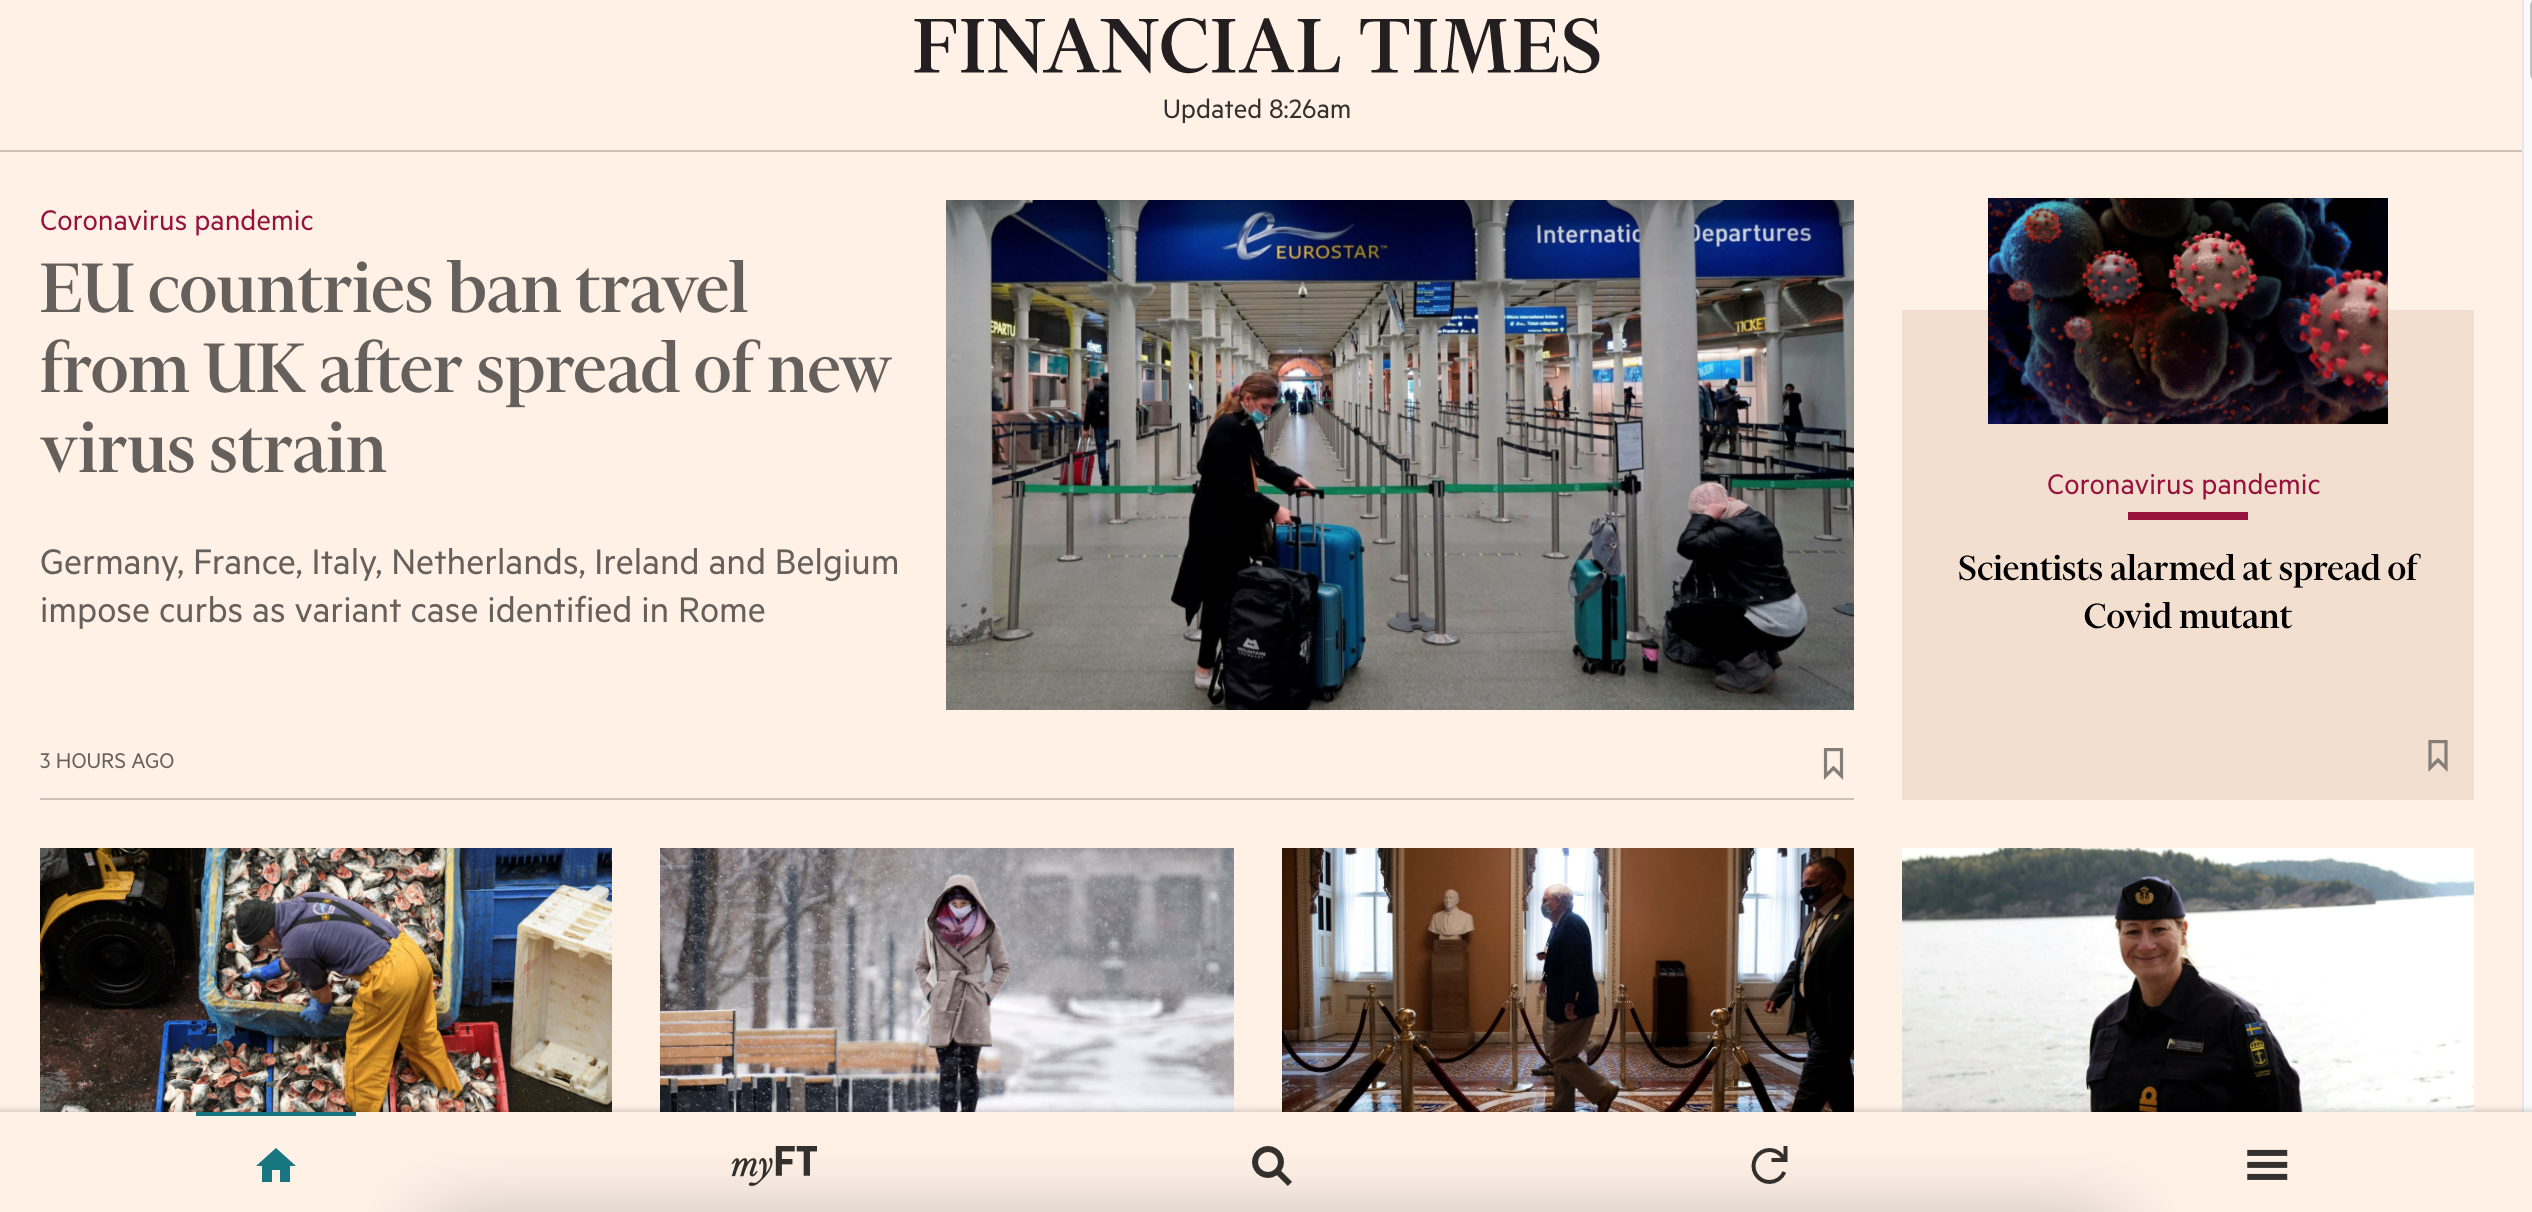 FINANCIAL TIMES
Updated 8:26am
Coronavirus pandemic
EU countries ban travel
from UK after spread of new
virus strain
Germany, France, Italy, Netherlands, Ireland and Belgium
impose curbs as variant case identified in Rome
3 HOURS AGO
EUROSTAR
Departures
TICKET
MOUNTAIN
Coronavirus pandemic
Scientists alarmed at spread of
Covid mutant
myFT